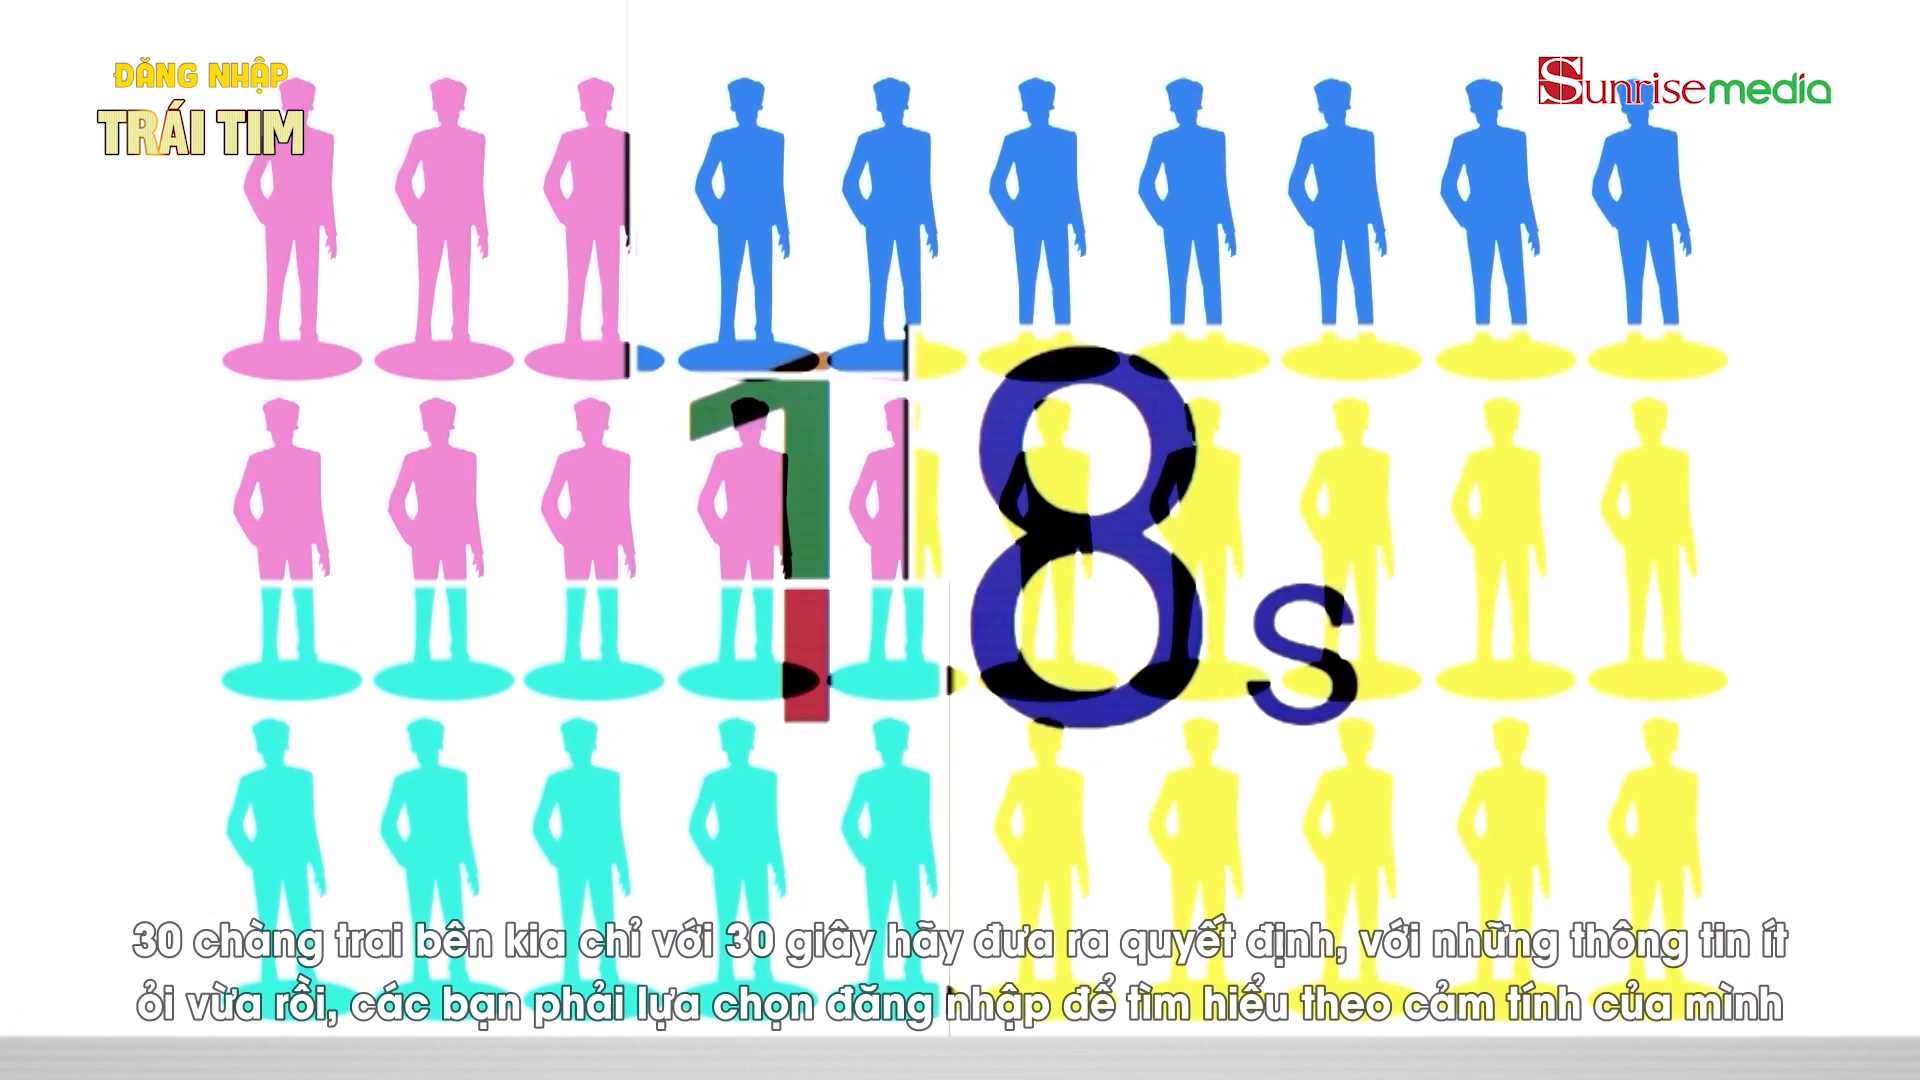 ĐĂNG NHẬP
TRÁI TIM
Sunrisemedia
18s
30 chàng trai bên kia chỉ với 30 giây hãy đưa ra quyết định, với những thông tin ít
ỏi vừa rồi, các bạn phải lựa chọn đăng nhập để tìm hiểu theo cảm tính của mình